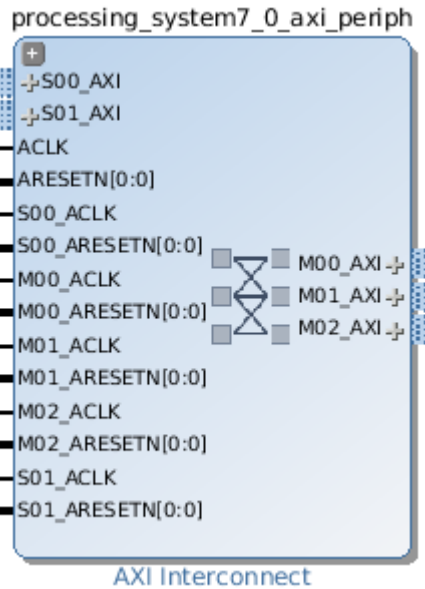 processing_system7_0_axi_periph
S00_AXI
S01_AXI
ACLK
ARESETN[0:0]
S00_ACLK
S00_ARESETN[0:0]
M00_ACLK
M00_ARESETN[0:0]
M01_ACLK
M01_ARESETN[0:0]
M02_ACLK
M02_ARESETN[0:0]
S01_ACLK
S01_ARESETN[0:0]
M00_AXI
M01_AXI
M02_AXI
AXI Interconnect